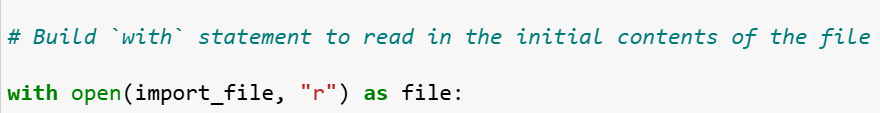 # Build `with` statement to read in the initial contents of the file
with open(import_file, "r") as file: